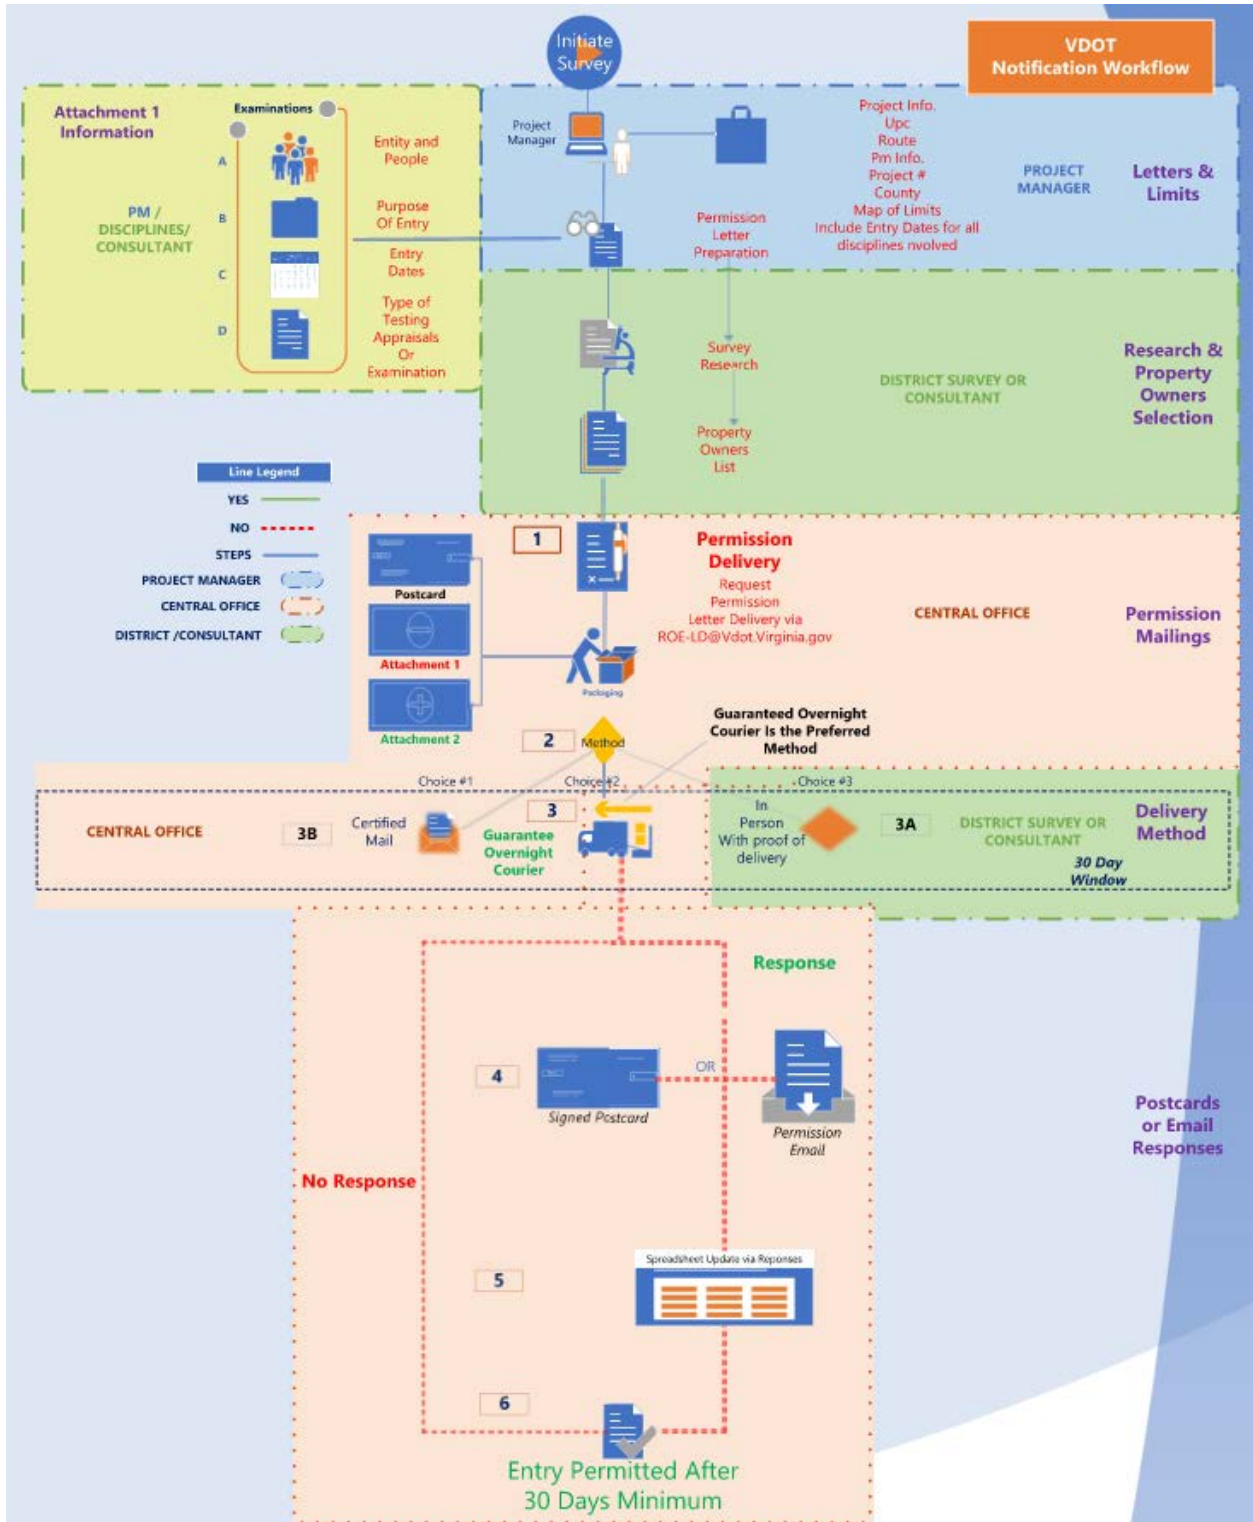 Initiate
Survey
VDOT
Notification Workflow
Attachment 1
Information
Examinations
A
Entity and
People
PM /
DISCIPLINES/
CONSULTANT
B
Purpose
Of Entry
C
Entry
Dates
D
Type of
Testing
Appraisals
Or
Examination
Project
Manager
Project Info.
Upc
Route
Pm Info.
Project #
County
Map of Limits
Include Entry Dates for all
disciplines nvolved
PROJECT
MANAGER
Letters &
Limits
Permission
Letter
Preparation
Survey
Research
Property
Owners
List
DISTRICT SURVEY OR
CONSULTANT
Research &
Property
Owners
Selection
Line Legend
YES
NO
STEPS
PROJECT MANAGER
CENTRAL OFFICE
DISTRICT /CONSULTANT
1
Permission
Delivery
Request
Permission
Letter Delivery via
ROE-LD@Vdot.Virginia.gov
CENTRAL OFFICE
Permission
Mailings
Postcard
Attachment 1
Attachment 2
Packaging
2
Method
Guaranteed Overnight
Courier Is the Preferred
Method
Choice #1
Choice #2
Choice #3
CENTRAL OFFICE
3B
Certified
Mail
3
Guarantee
Overnight
Courier
In
Person
With proof of
delivery
3A
DISTRICT SURVEY OR
CONSULTANT
Delivery
Method
30 Day
Window
Response
4
Signed Postcard
OR
Permission
Email
Postcards
or Email
Responses
No Response
5
Spreadsheet Update via Reponses
6
Entry Permitted After
30 Days Minimum